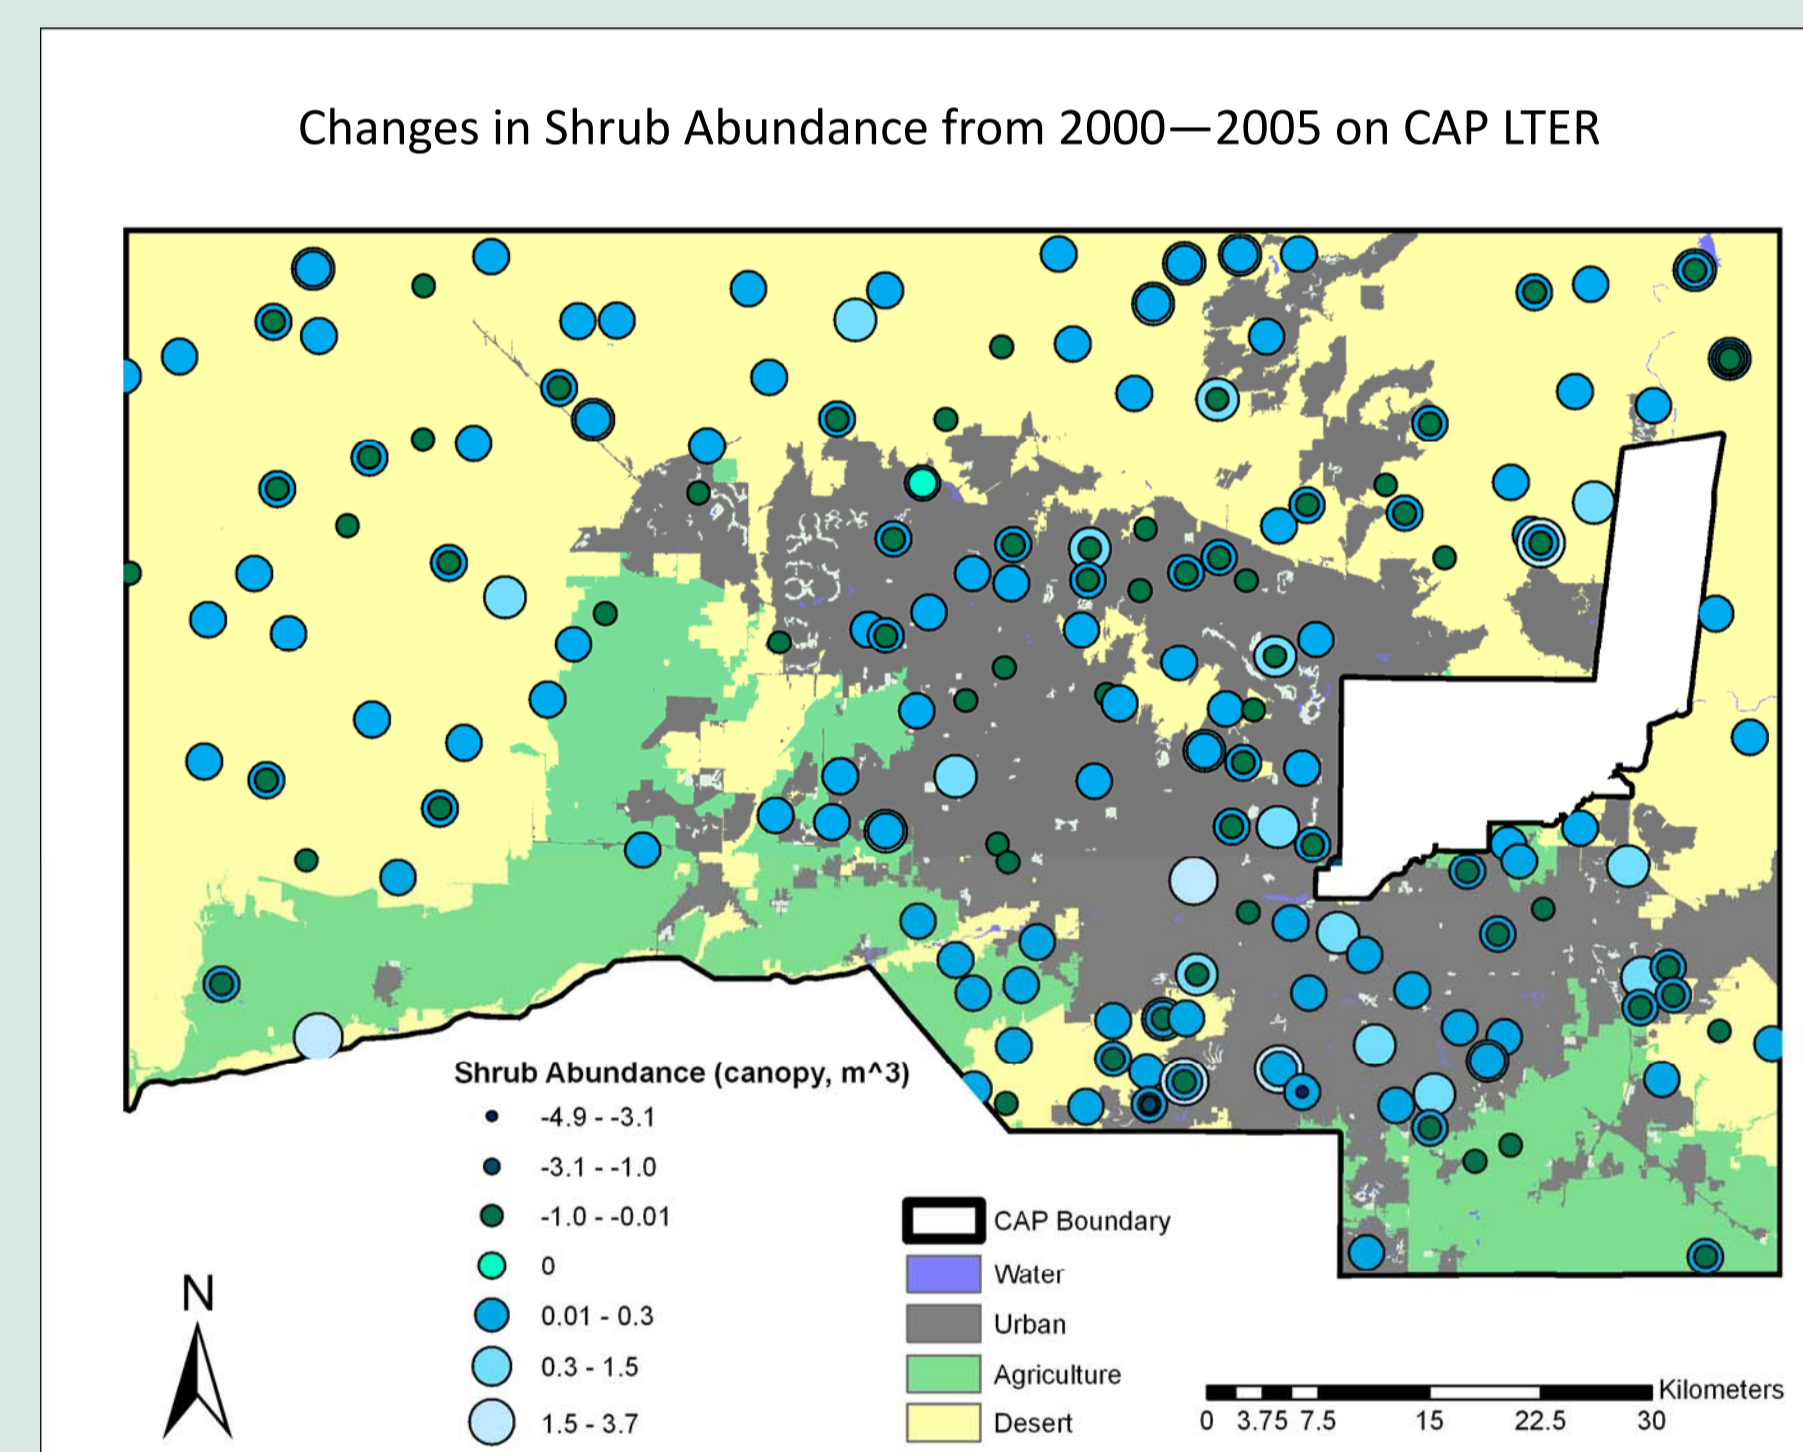 Changes in Shrub Abundance from 2000—2005 on CAP LTER
Shrub Abundance (canopy, m^3)
-4.9 - -3.1
-3.1 - -1.0
-1.0 - -0.01
0
0.01 - 0.3
0.3 - 1.5
1.5 - 3.7
N
CAP Boundary
Water
Urban
Agriculture
Desert
Kilometers
0 3.75 7.5 15 22.5 30